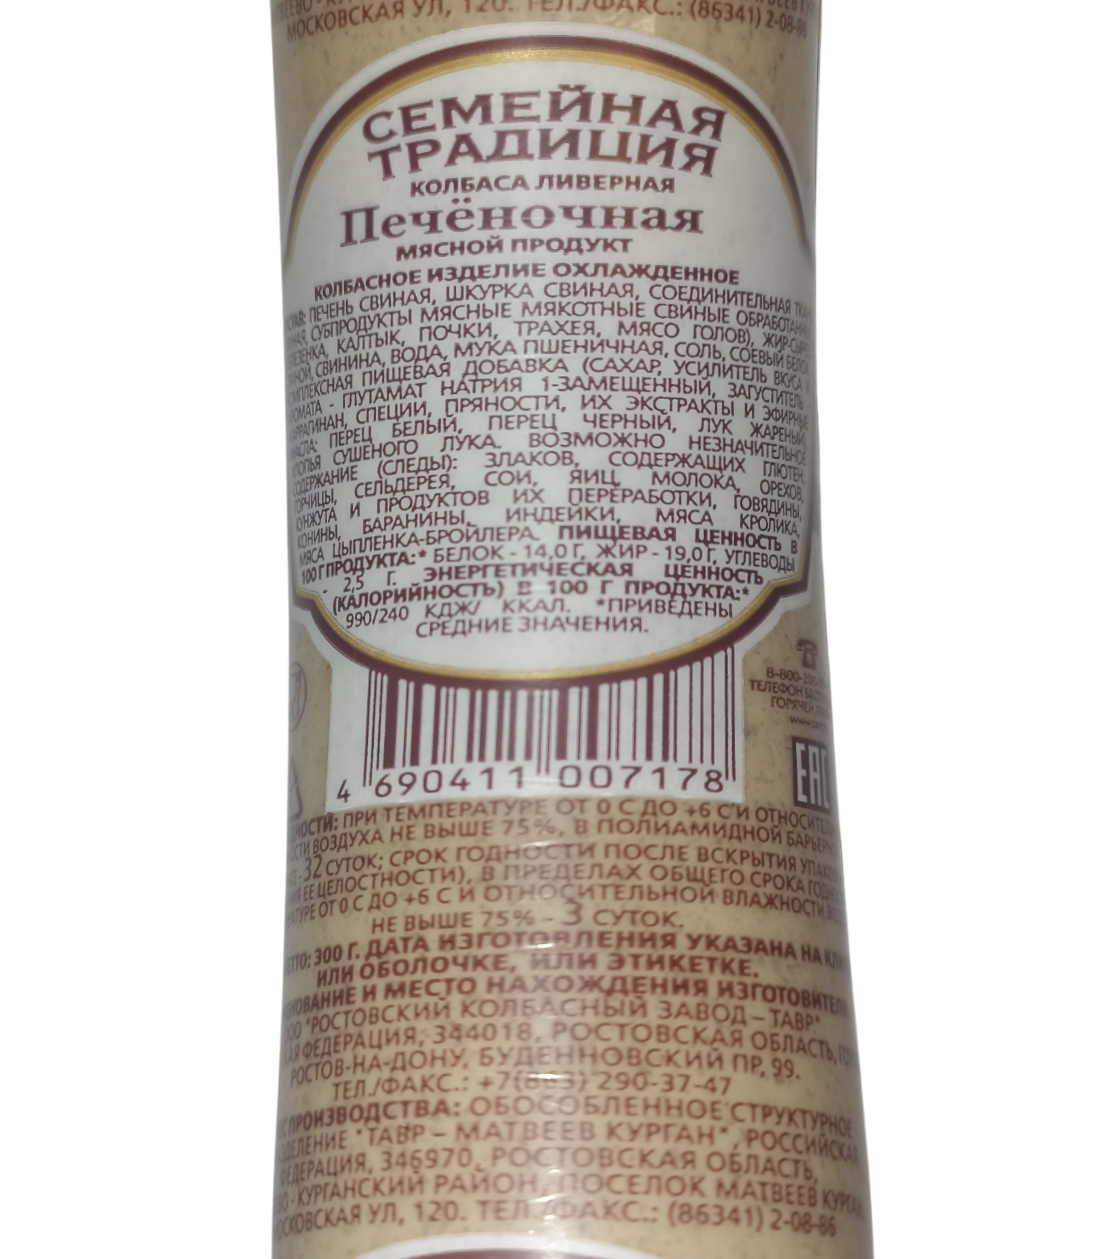 МОСКОВСКАЯ УЛ, 120. ТЕЛ./ФАКС.: (86341) 2-08-86
СЕМЕЙНАЯ
ТРАДИЦИЯ
КОЛБАСА ЛИВЕРНАЯ
Печёночная
МЯСНОЙ ПРОДУКТ
КОЛБАСНОЕ ИЗДЕЛИЕ ОХЛАЖДЕННОЕ
ПЕЧЕНЬ СВИНАЯ, ШКУРКА СВИНАЯ, СОЕДИНИТЕЛЬНАЯ
СУБПРОДУКТЫ МЯСНЫЕ МЯКОТНЫЕ СВИНЫЕ
КАЛТЫК, ПОЧКИ, ТРАХЕЯ, МЯСО ГОЛОВ),
СВИНИНА, ВОДА, МУКА ПШЕНИЧНАЯ, СОЛЬ, СОЕВЫЙ
ПИЩЕВАЯ ДОБАВКА (САХАР, УСИЛИТЕЛЬ ВКУСА И
- ГЛУТАМАТ НАТРИЯ 1-ЗАМЕЩЕННЫЙ, ЗАГУСТИТЕЛЬ -
СПЕЦИИ, ПРЯНОСТИ, ИХ ЭКСТРАКТЫ И ЭФИРНЫЕ
МАСЛА: ПЕРЕЦ БЕЛЫЙ, ПЕРЕЦ ЧЕРНЫЙ, ЛУК ЖАРЕНЫЙ,
СУШЕНОГО ЛУКА. ВОЗМОЖНО НЕЗНАЧИТЕЛЬНОЕ
СОДЕРЖАНИЕ (СЛЕДЫ): ЗЛАКОВ, СОДЕРЖАЩИХ ГЛЮТЕН,
СЕЛЬДЕРЕЯ, СОИ, ЯИЦ, МОЛОКА, ОРЕХОВ,
КУНЖУТА И ПРОДУКТОВ ИХ ПЕРЕРАБОТКИ, ГОВЯДИНЫ,
КОНИНЫ, БАРАНИНЫ, ИНДЕЙКИ, МЯСА КРОЛИКА,
МЯСА ЦЫПЛЕНКА-БРОЙЛЕРА. ПИЩЕВАЯ ЦЕННОСТЬ В
100 Г ПРОДУКТА:* БЕЛОК - 14,0 Г, ЖИР - 19,0 Г, УГЛЕВОДЫ
- 2,5 Г. ЭНЕРГЕТИЧЕСКАЯ ЦЕННОСТЬ
(КАЛОРИЙНОСТЬ) В 100 Г ПРОДУКТА:*
990/240 КДЖ/ ККАЛ. *ПРИВЕДЕНЫ
СРЕДНИЕ ЗНАЧЕНИЯ.
ТЕЛЕФОН
ГОРЯЧЕЙ
EAC
4 690411 007178
ПРИ ТЕМПЕРАТУРЕ ОТ 0 С ДО +6 С И
ВОЗДУХА НЕ ВЫШЕ 75%, В ПОЛИАМИДНОЙ
- 32 СУТОК; СРОК ГОДНОСТИ ПОСЛЕ ВСКРЫТИЯ
ЕЕ ЦЕЛОСТНОСТИ), В ПРЕДЕЛАХ ОБЩЕГО СРОКА
ОТ 0 С ДО +6 С И ОТНОСИТЕЛЬНОЙ ВЛАЖНОСТИ
НЕ ВЫШЕ 75% - 3 СУТОК.
300 Г. ДАТА ИЗГОТОВЛЕНИЯ УКАЗАНА НА
ИЛИ ОБОЛОЧКЕ, ИЛИ ЭТИКЕТКЕ.
И МЕСТО НАХОЖДЕНИЯ
"РОСТОВСКИЙ КОЛБАСНЫЙ ЗАВОД – ТАВР"
ФЕДЕРАЦИЯ, 344018, РОСТОВСКАЯ ОБЛАСТЬ,
РОСТОВ-НА-ДОНУ, БУДЕННОВСКИЙ ПР, 99.
ТЕЛ./ФАКС.: +7(863) 290-37-47
ПРОИЗВОДСТВА: ОБОСОБЛЕННОЕ СТРУКТУРНОЕ
"ТАВР – МАТВЕЕВ КУРГАН", РОССИЙСКАЯ
ФЕДЕРАЦИЯ, 346970, РОСТОВСКАЯ ОБЛАСТЬ,
КУРГАНСКИЙ РАЙОН, ПОСЕЛОК МАТВЕЕВ КУРГАН,
МОСКОВСКАЯ УЛ, 120. ТЕЛ./ФАКС.: (86341) 2-08-86